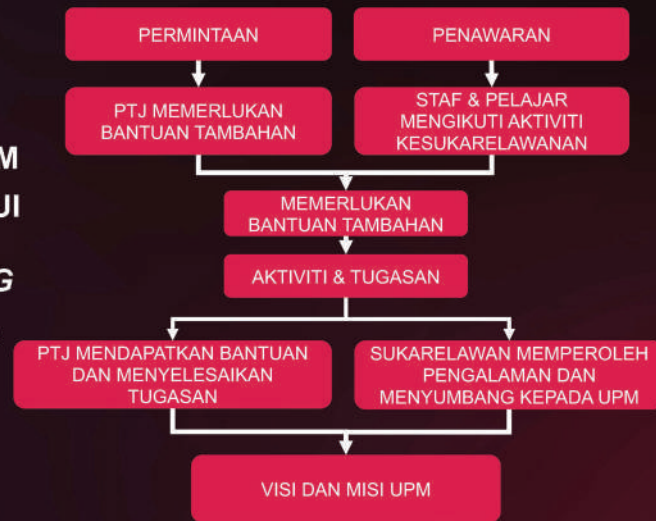 PERMINTAAN
PENAWARAN
PTJ MEMERLUKAN
BANTUAN TAMBAHAN
STAF & PELAJAR
MENGIKUTI AKTIVITI
KESUKARELAWANAN
M
UI
G
MEMERLUKAN
BANTUAN TAMBAHAN
AKTIVITI & TUGASAN
PTJ MENDAPATKAN BANTUAN
DAN MENYELESAIKAN
TUGASAN
SUKARELAWAN MEMPEROLEH
PENGALAMAN DAN
MENYUMBANG KEPADA UPM
VISI DAN MISI UPM